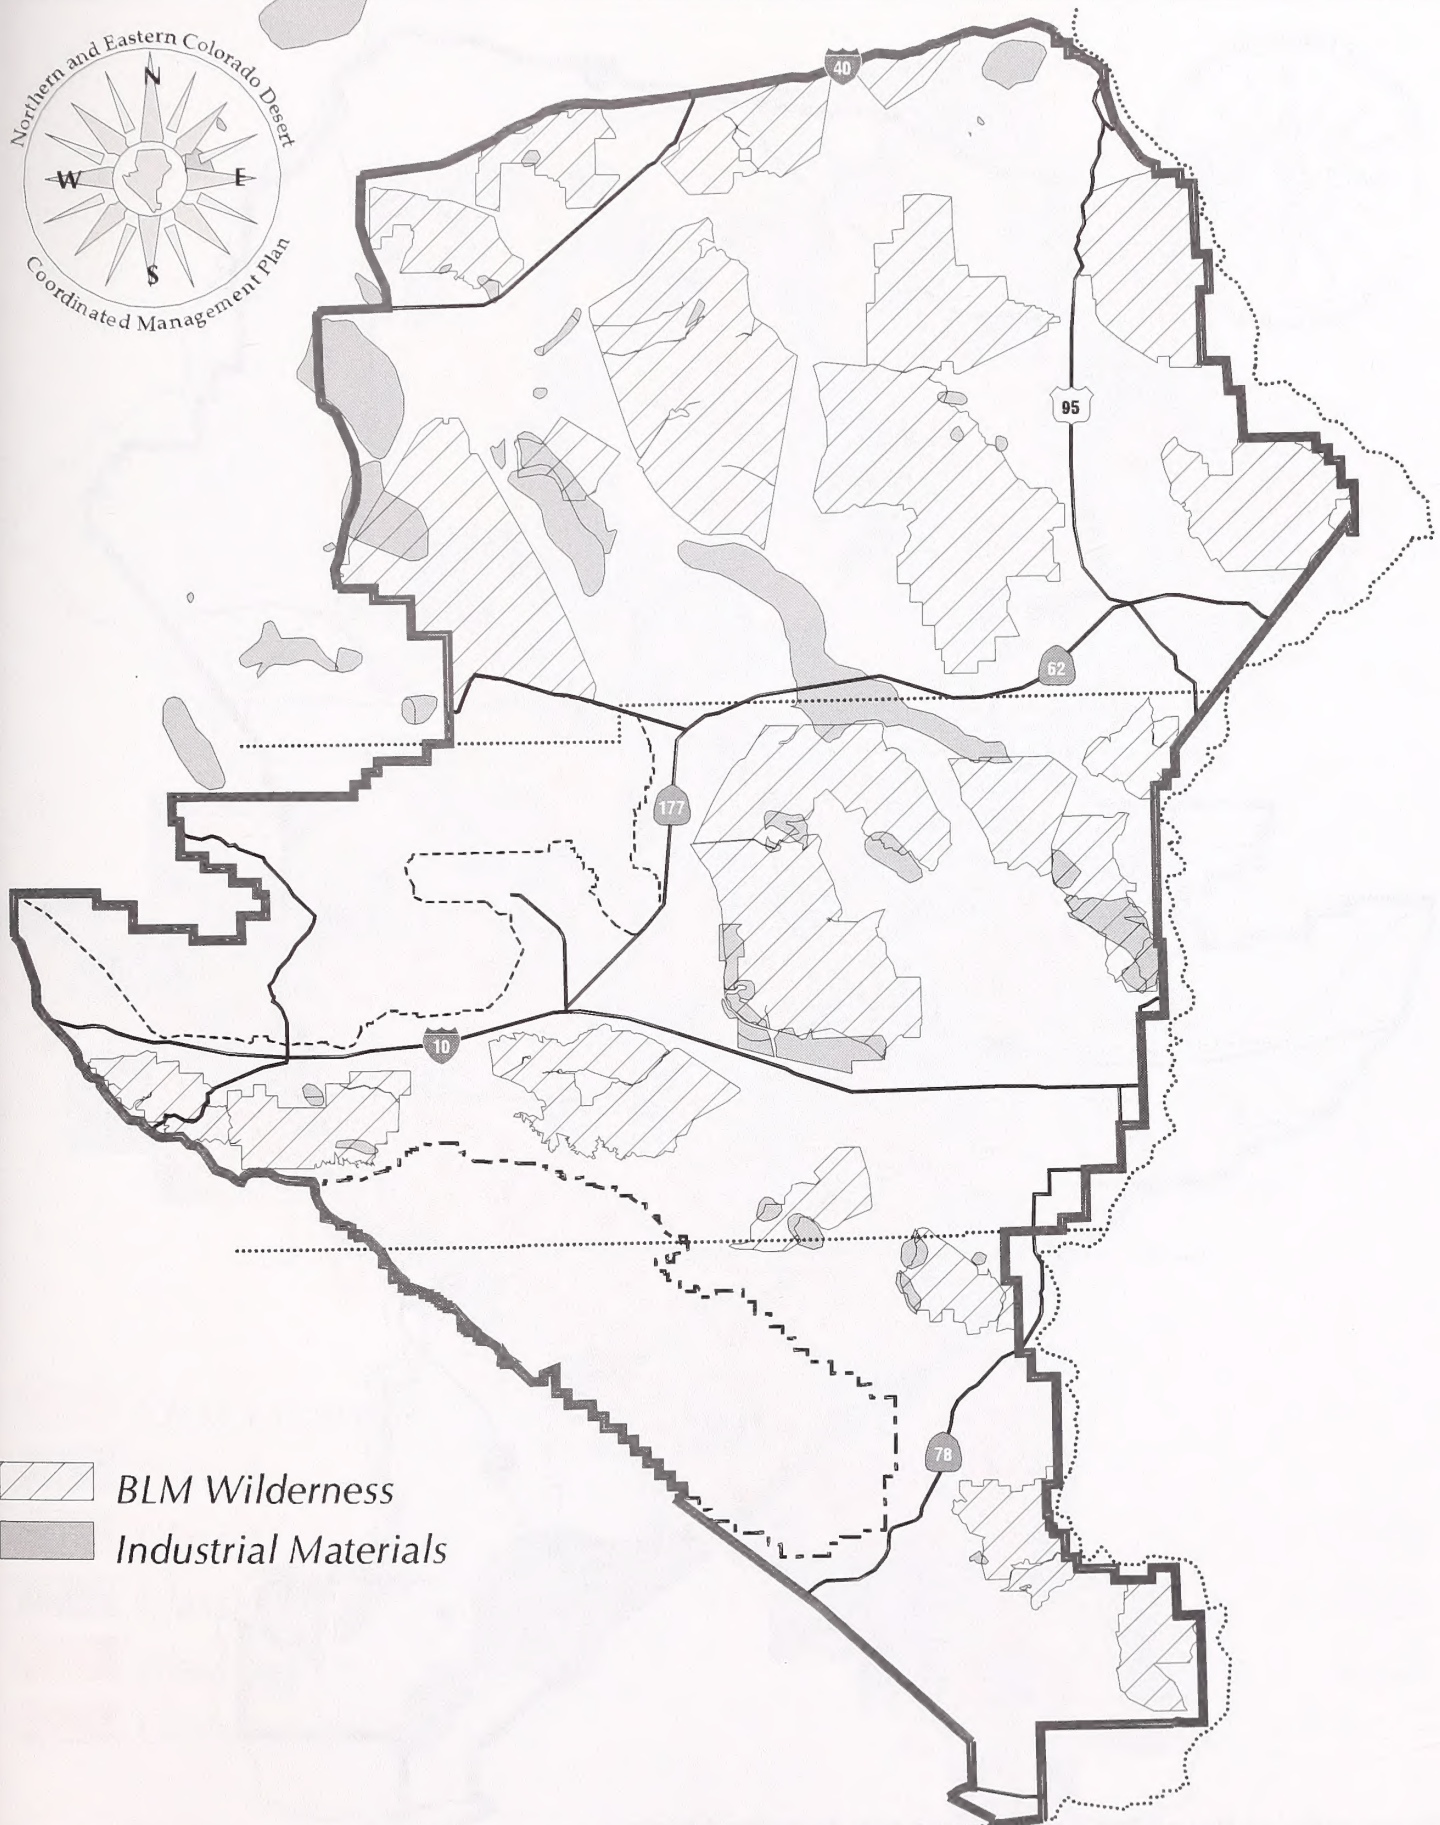 Northern and Eastern Colorado Desert
N
W
E
S
Coordinated Management Plan
40
95
62
177
10
78
BLM Wilderness
Industrial Materials